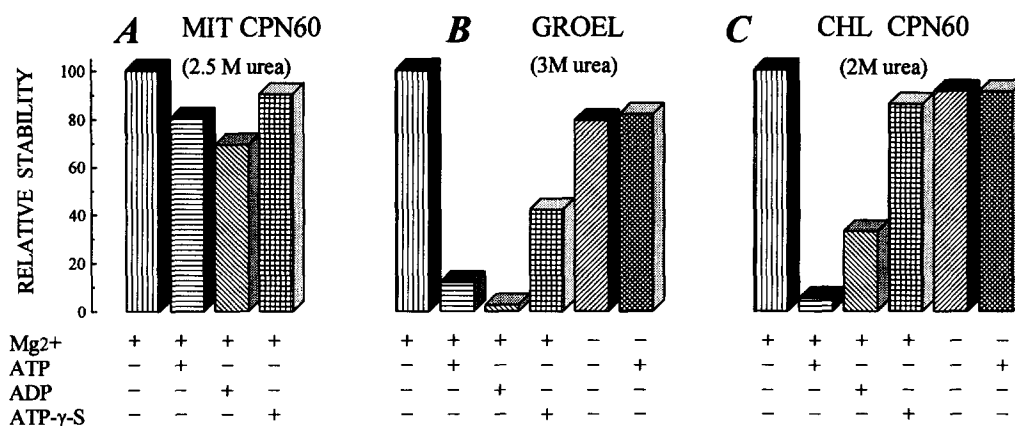 A MIT CPN60 B GROEL C CHL CPN60
(2.5 M urea) (3M urea) (2M urea)
RELATIVE STABILITY
100
80
60
40
20
0
Mg2+ + + + + + + + + − − + + + + − −
ATP − + − − − + − − − + − + − − − +
ADP − − + − − − + − − − − − + − − −
ATP-γ-S − − − + − − − + − − − − − + − −